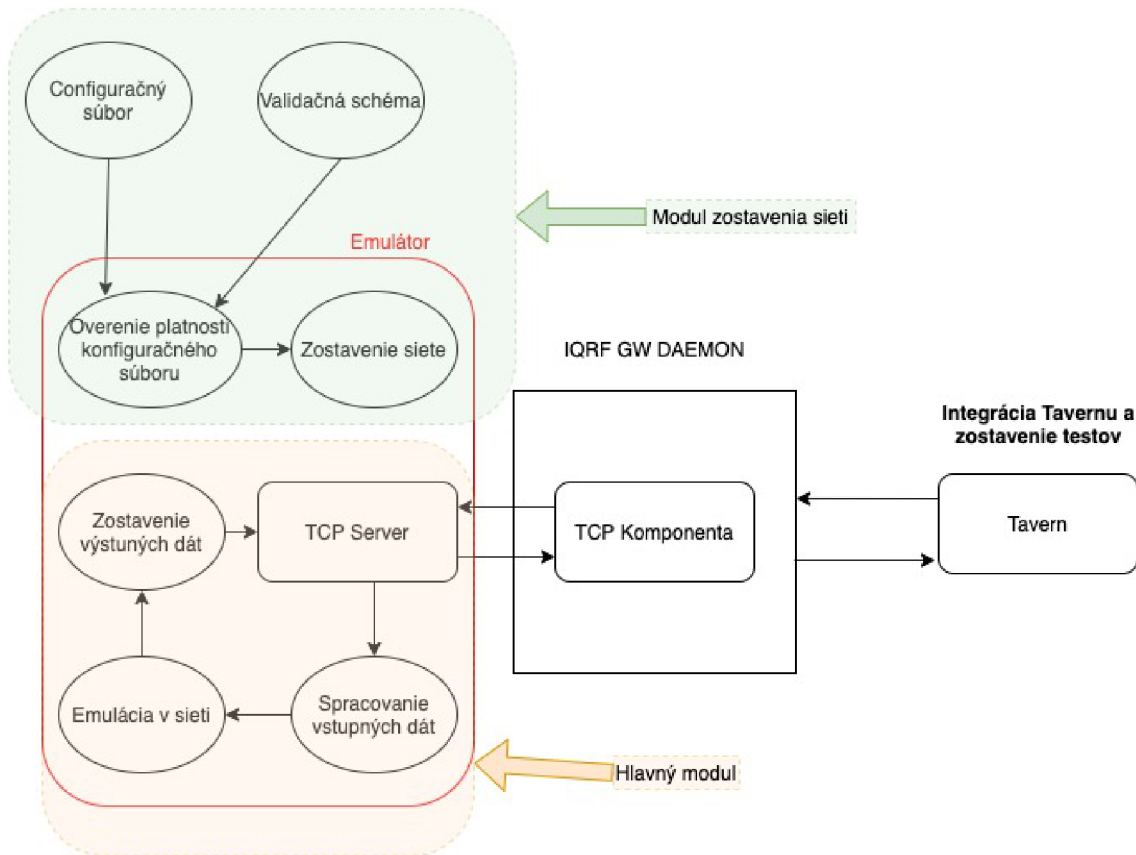 Configuračný
súbor
Validačná schéma
Modul zostavenia sieti
Emulátor
Overenie platnosti
konfiguračného
súboru
Zostavenie siete
IQRF GW DAEMON
Integrácia Tavernu a
zostavenie testov
Zostavenie
výstuných dát
TCP Server
TCP Komponenta
Tavern
Emulácia v sieti
Spracovanie
vstupných dát
Hlavný modul